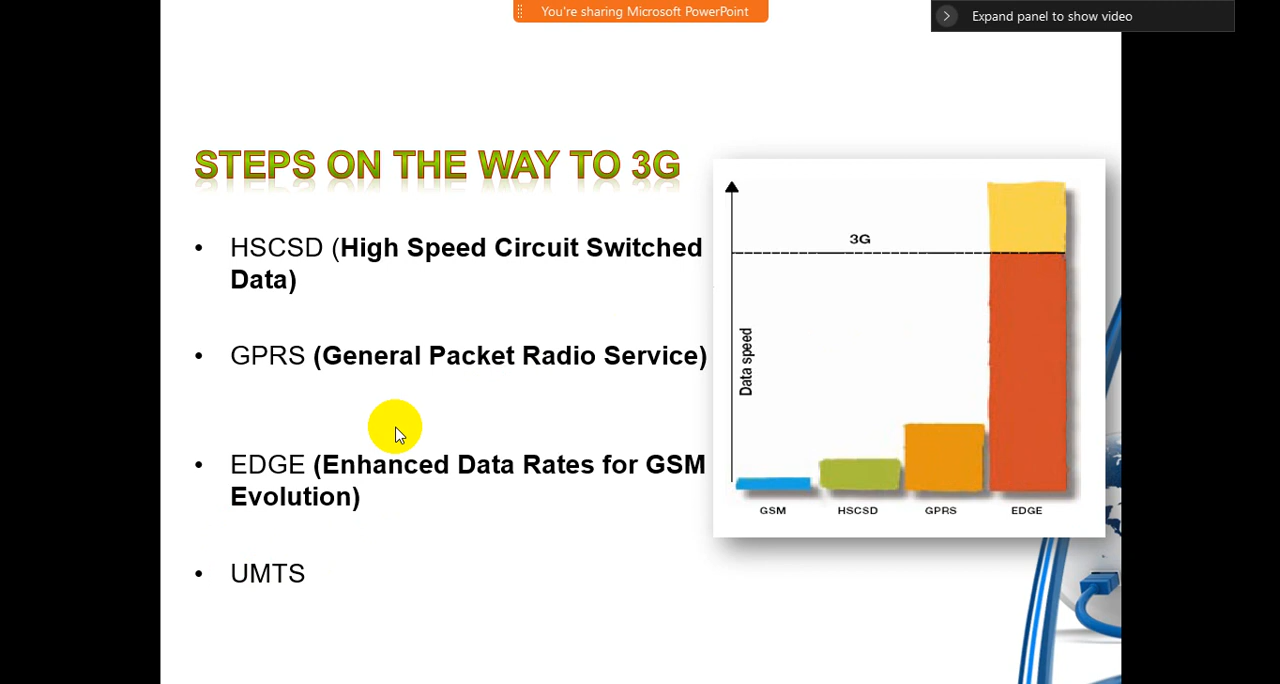 You're sharing Microsoft PowerPoint
Expand panel to show video
STEPS ON THE WAY TO 3G
• HSCSD (High Speed Circuit Switched
Data)
• GPRS (General Packet Radio Service)
• EDGE (Enhanced Data Rates for GSM
Evolution)
• UMTS
3G
Data speed
GSM HSCSD GPRS EDGE